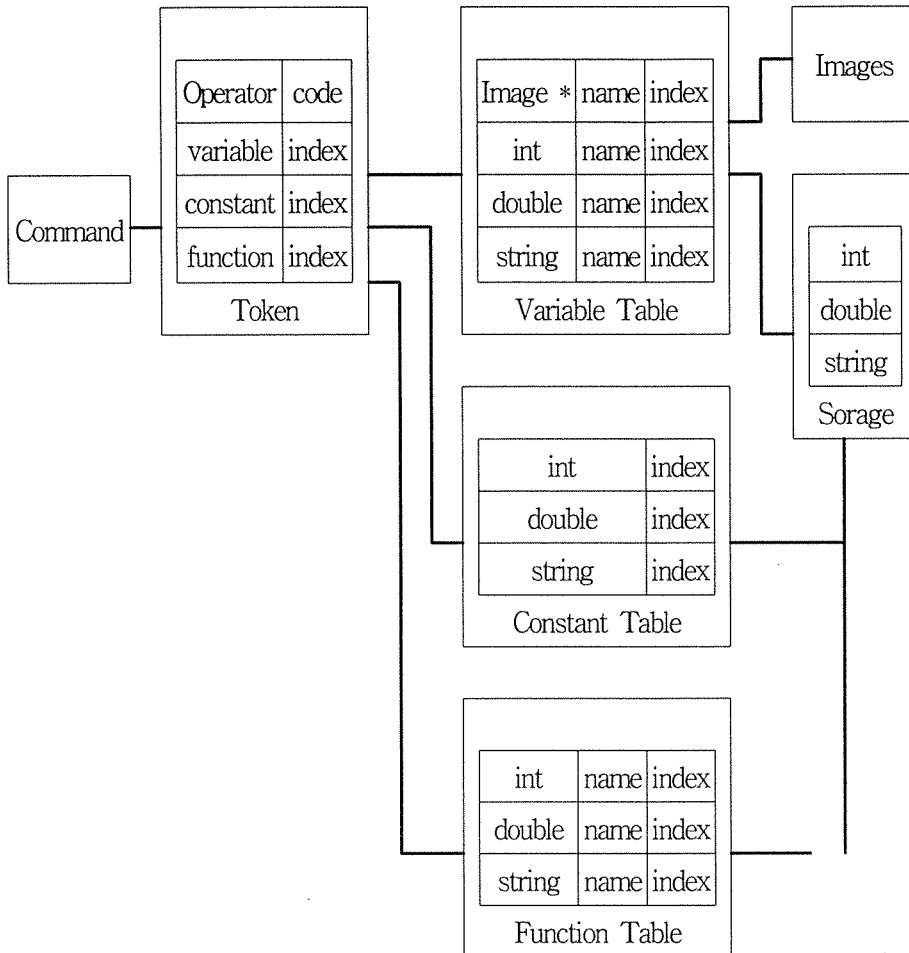 Command
Operator code
variable index
constant index
function index
Token
Image * name index
int name index
double name index
string name index
Variable Table
Images
int
double
string
Sorage
int index
double index
string index
Constant Table
int name index
double name index
string name index
Function Table